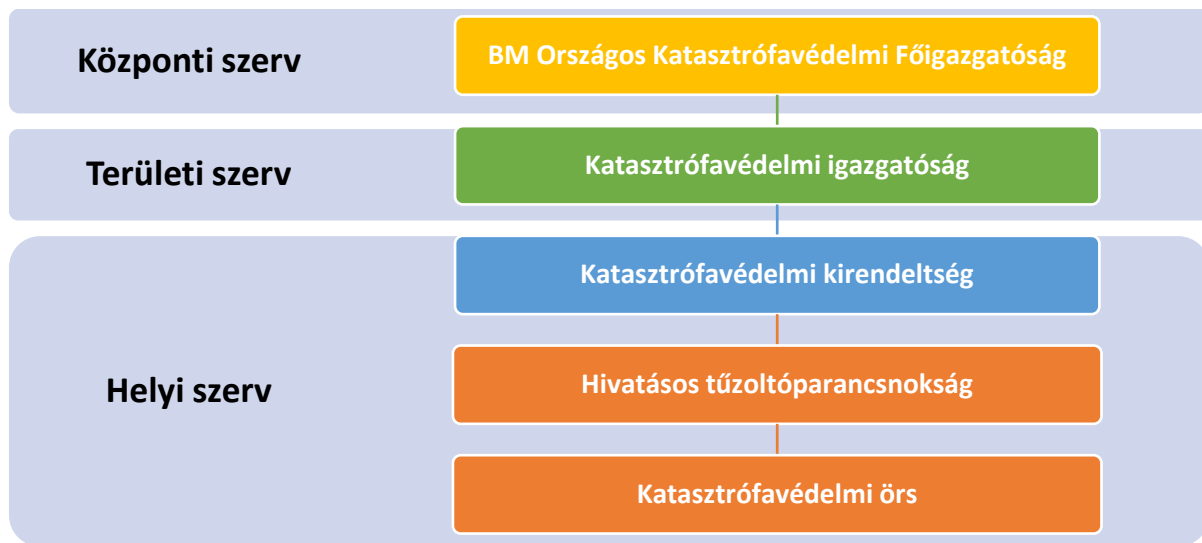 Központi szerv
BM Országos Katasztrófavédelmi Főigazgatóság
Területi szerv
Katasztrófavédelmi igazgatóság
Katasztrófavédelmi kirendeltség
Helyi szerv
Hivatásos tűzoltóparancsnokság
Katasztrófavédelmi örs